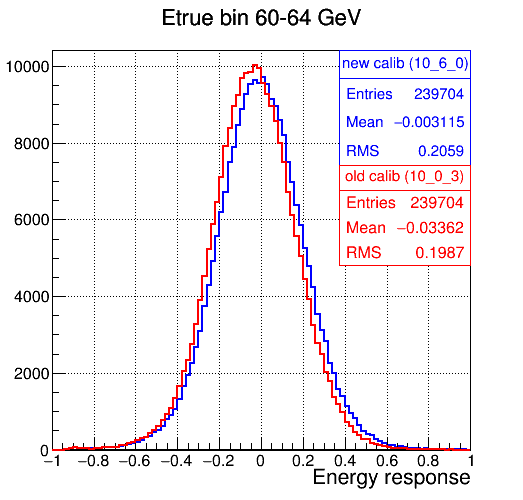 Etrue bin 60-64 GeV
new calib (10_6_0)
Entries 239704
Mean −0.003115
RMS 0.2059
old calib (10_0_3)
Entries 239704
Mean −0.03362
RMS 0.1987
10000
8000
6000
4000
2000
0
−1 −0.8 −0.6 −0.4 −0.2 0 0.2 0.4 0.6 0.8 1
Energy response